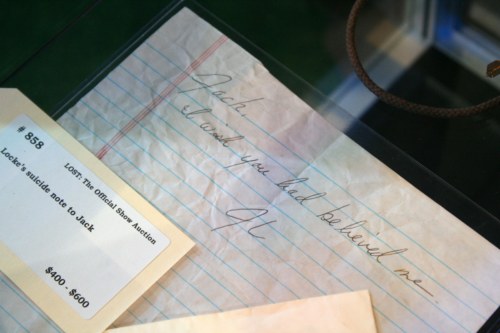 # 858
LOST: The Official Show Auction
Locke's suicide note to Jack
$400 - $600
Jack,
I wish you had believed me.
JL